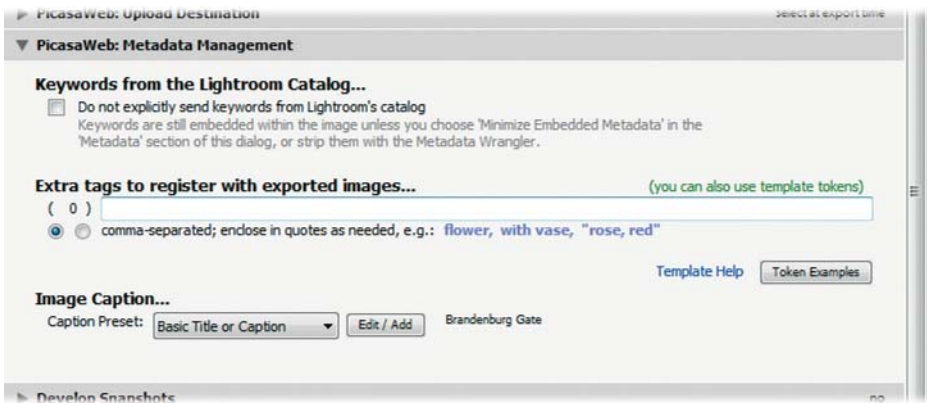 PicasaWeb: Upload Destination select at export time
PicasaWeb: Metadata Management
Keywords from the Lightroom Catalog...
Do not explicitly send keywords from Lightroom's catalog
Keywords are still embedded within the image unless you choose 'Minimize Embedded Metadata' in the
'Metadata' section of this dialog, or strip them with the Metadata Wrangler.
Extra tags to register with exported images... (you can also use template tokens)
( 0 )
comma-separated; enclose in quotes as needed, e.g.: flower, with vase, "rose, red"
Template Help Token Examples
Image Caption...
Caption Preset: Basic Title or Caption Edit / Add Brandenburg Gate
Develop Snapshots no